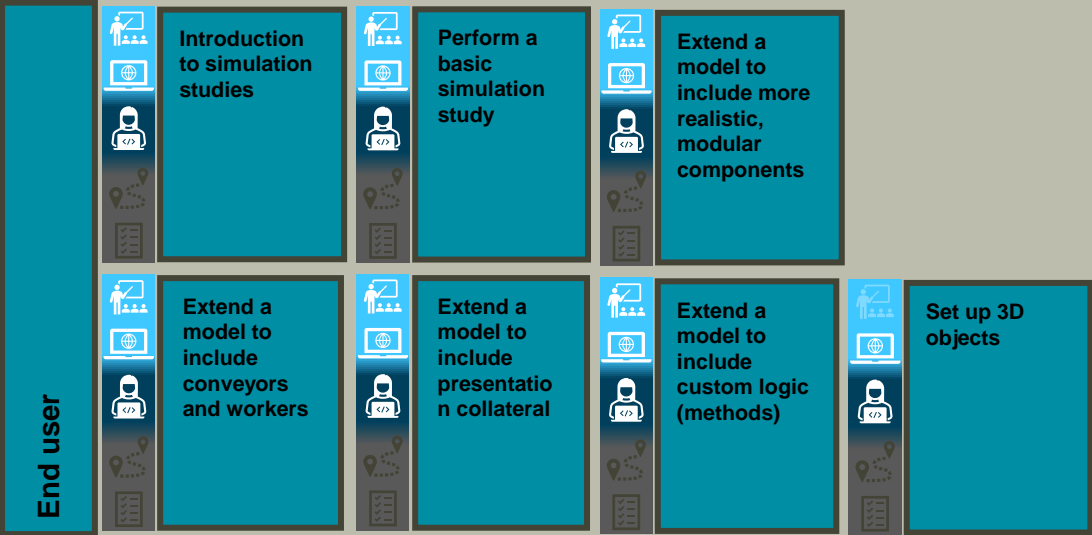 End user
Introduction
to simulation
studies
Perform a
basic
simulation
study
Extend a
model to
include more
realistic,
modular
components
Extend a
model to
include
conveyors
and workers
Extend a
model to
include
presentatio
n collateral
Extend a
model to
include
custom logic
(methods)
Set up 3D
objects